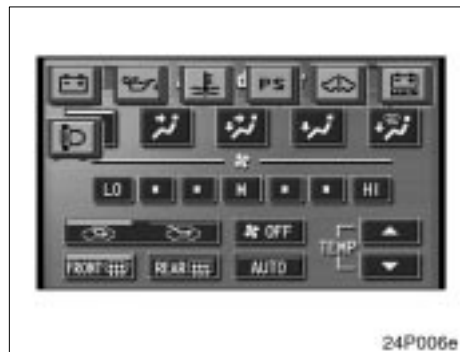 PS
LO M HI
OFF
TEMP
FRONT REAR AUTO
24P006e